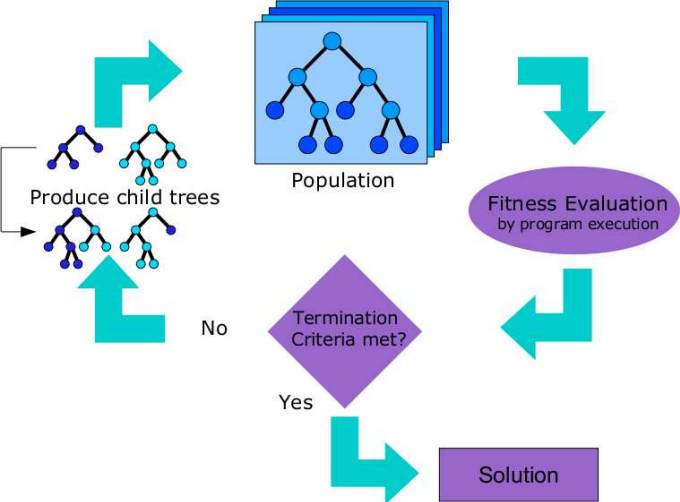 Population
Produce child trees
Fitness Evaluation
by program execution
Termination
Criteria met?
No
Yes
Solution